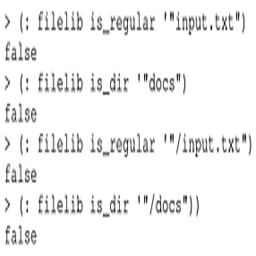 > (: filelib is_regular '"input.txt")
false
> (: filelib is_dir '"docs")
false
> (: filelib is_regular '"/input.txt")
false
> (: filelib is_dir '"/docs"))
false